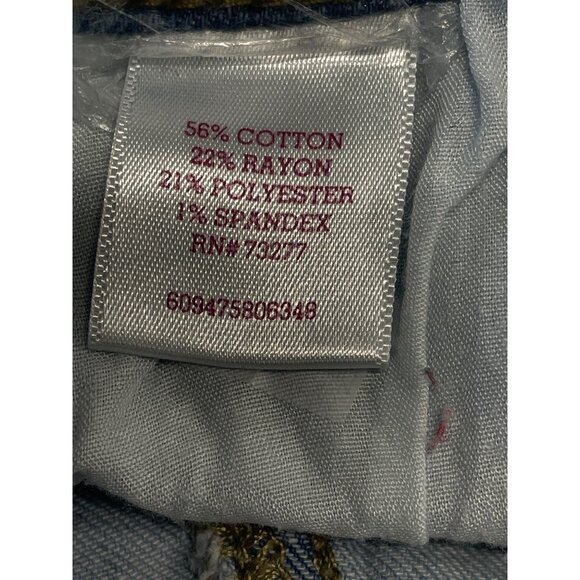 56% COTTON
22% RAYON
21% POLYESTER
1% SPANDEX
RN# 73277
609475806348